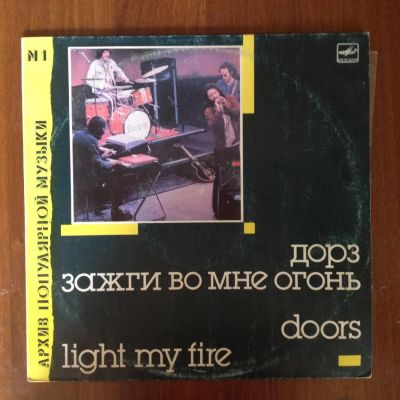 №1
АРХИВ ПОПУЛЯРНОЙ МУЗЫКИ
дорз
зажги во мне огонь
doors
light my fire